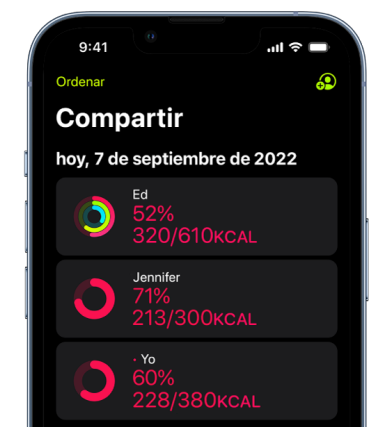 9:41
Ordenar
Compartir
hoy, 7 de septiembre de 2022
Ed
52%
320/610KCAL
Jennifer
71%
213/300KCAL
· Yo
60%
228/380KCAL